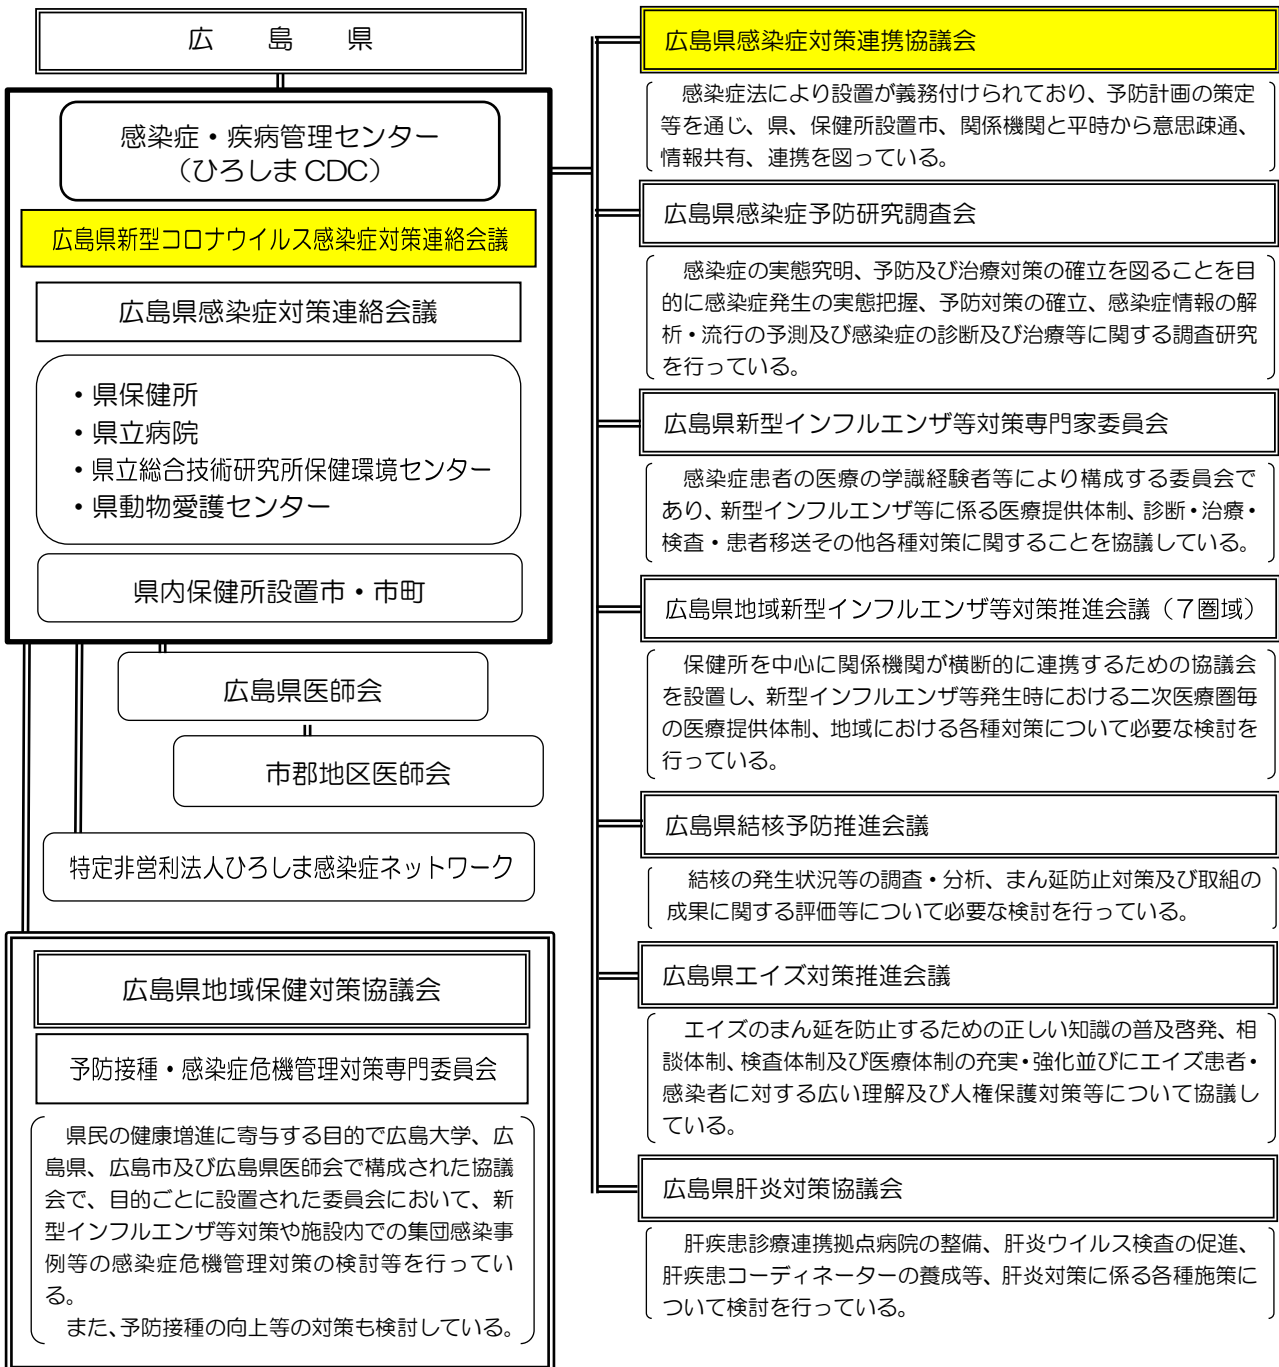 広　島　県
感染症・疾病管理センター
（ひろしまCDC）
広島県新型コロナウイルス感染症対策連絡会議
広島県感染症対策連絡会議
・県保健所
・県立病院
・県立総合技術研究所保健環境センター
・県動物愛護センター
県内保健所設置市・市町
広島県医師会
市郡地区医師会
特定非営利法人ひろしま感染症ネットワーク
広島県地域保健対策協議会
予防接種・感染症危機管理対策専門委員会
県民の健康増進に寄与する目的で広島大学、広
島県、広島市及び広島県医師会で構成された協議
会で、目的ごとに設置された委員会において、新
型インフルエンザ等対策や施設内での集団感染事
例等の感染症危機管理対策の検討等を行ってい
る。
また、予防接種の向上等の対策も検討している。
広島県感染症対策連携協議会
感染症法により設置が義務付けられており、予防計画の策定
等を通じ、県、保健所設置市、関係機関と平時から意思疎通、
情報共有、連携を図っている。
広島県感染症予防研究調査会
感染症の実態究明、予防及び治療対策の確立を図ることを目
的に感染症発生の実態把握、予防対策の確立、感染症情報の解
析・流行の予測及び感染症の診断及び治療等に関する調査研究
を行っている。
広島県新型インフルエンザ等対策専門家委員会
感染症患者の医療の学識経験者等により構成する委員会で
あり、新型インフルエンザ等に係る医療提供体制、診断・治療・
検査・患者移送その他各種対策に関することを協議している。
広島県地域新型インフルエンザ等対策推進会議（７圏域）
保健所を中心に関係機関が横断的に連携するための協議会
を設置し、新型インフルエンザ等発生時における二次医療圏毎
の医療提供体制、地域における各種対策について必要な検討を
行っている。
広島県結核予防推進会議
結核の発生状況等の調査・分析、まん延防止対策及び取組の
成果に関する評価等について必要な検討を行っている。
広島県エイズ対策推進会議
エイズのまん延を防止するための正しい知識の普及啓発、相
談体制、検査体制及び医療体制の充実・強化並びにエイズ患者・
感染者に対する広い理解及び人権保護対策等について協議し
ている。
広島県肝炎対策協議会
肝疾患診療連携拠点病院の整備、肝炎ウイルス検査の促進、
肝疾患コーディネーターの養成等、肝炎対策に係る各種施策に
ついて検討を行っている。